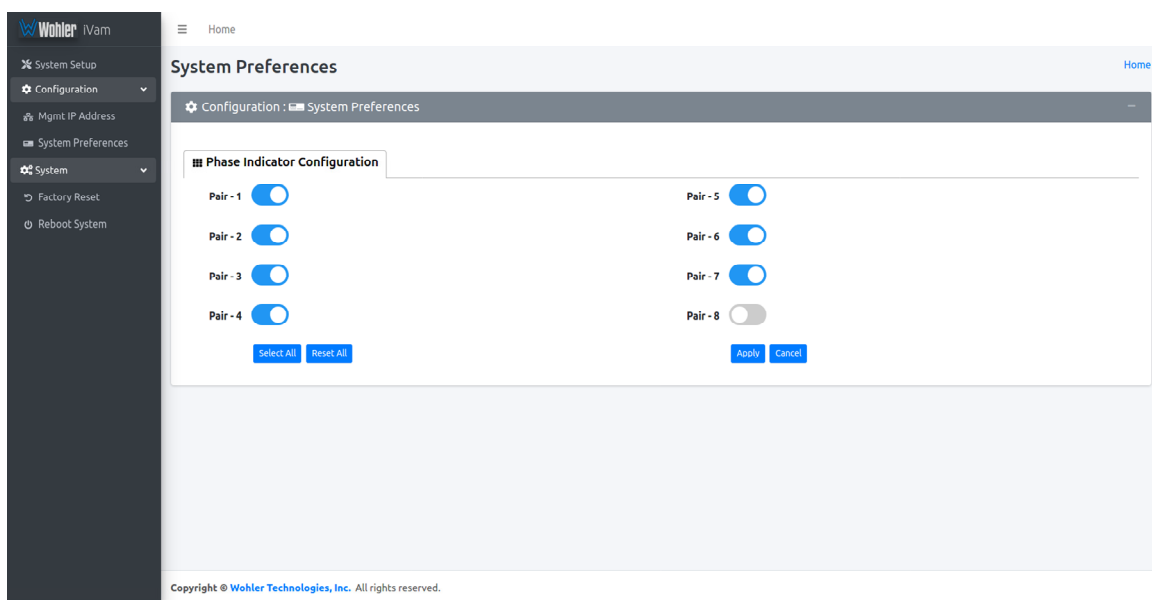 Wohler iVam
Home
System Setup
System Preferences
Home
Configuration
Configuration : System Preferences
Mgmt IP Address
System Preferences
Phase Indicator Configuration
System
Factory Reset
Pair - 1
Pair - 5
Reboot System
Pair - 2
Pair - 6
Pair - 3
Pair - 7
Pair - 4
Pair - 8
Select All Reset All
Apply Cancel
Copyright © Wohler Technologies, Inc. All rights reserved.